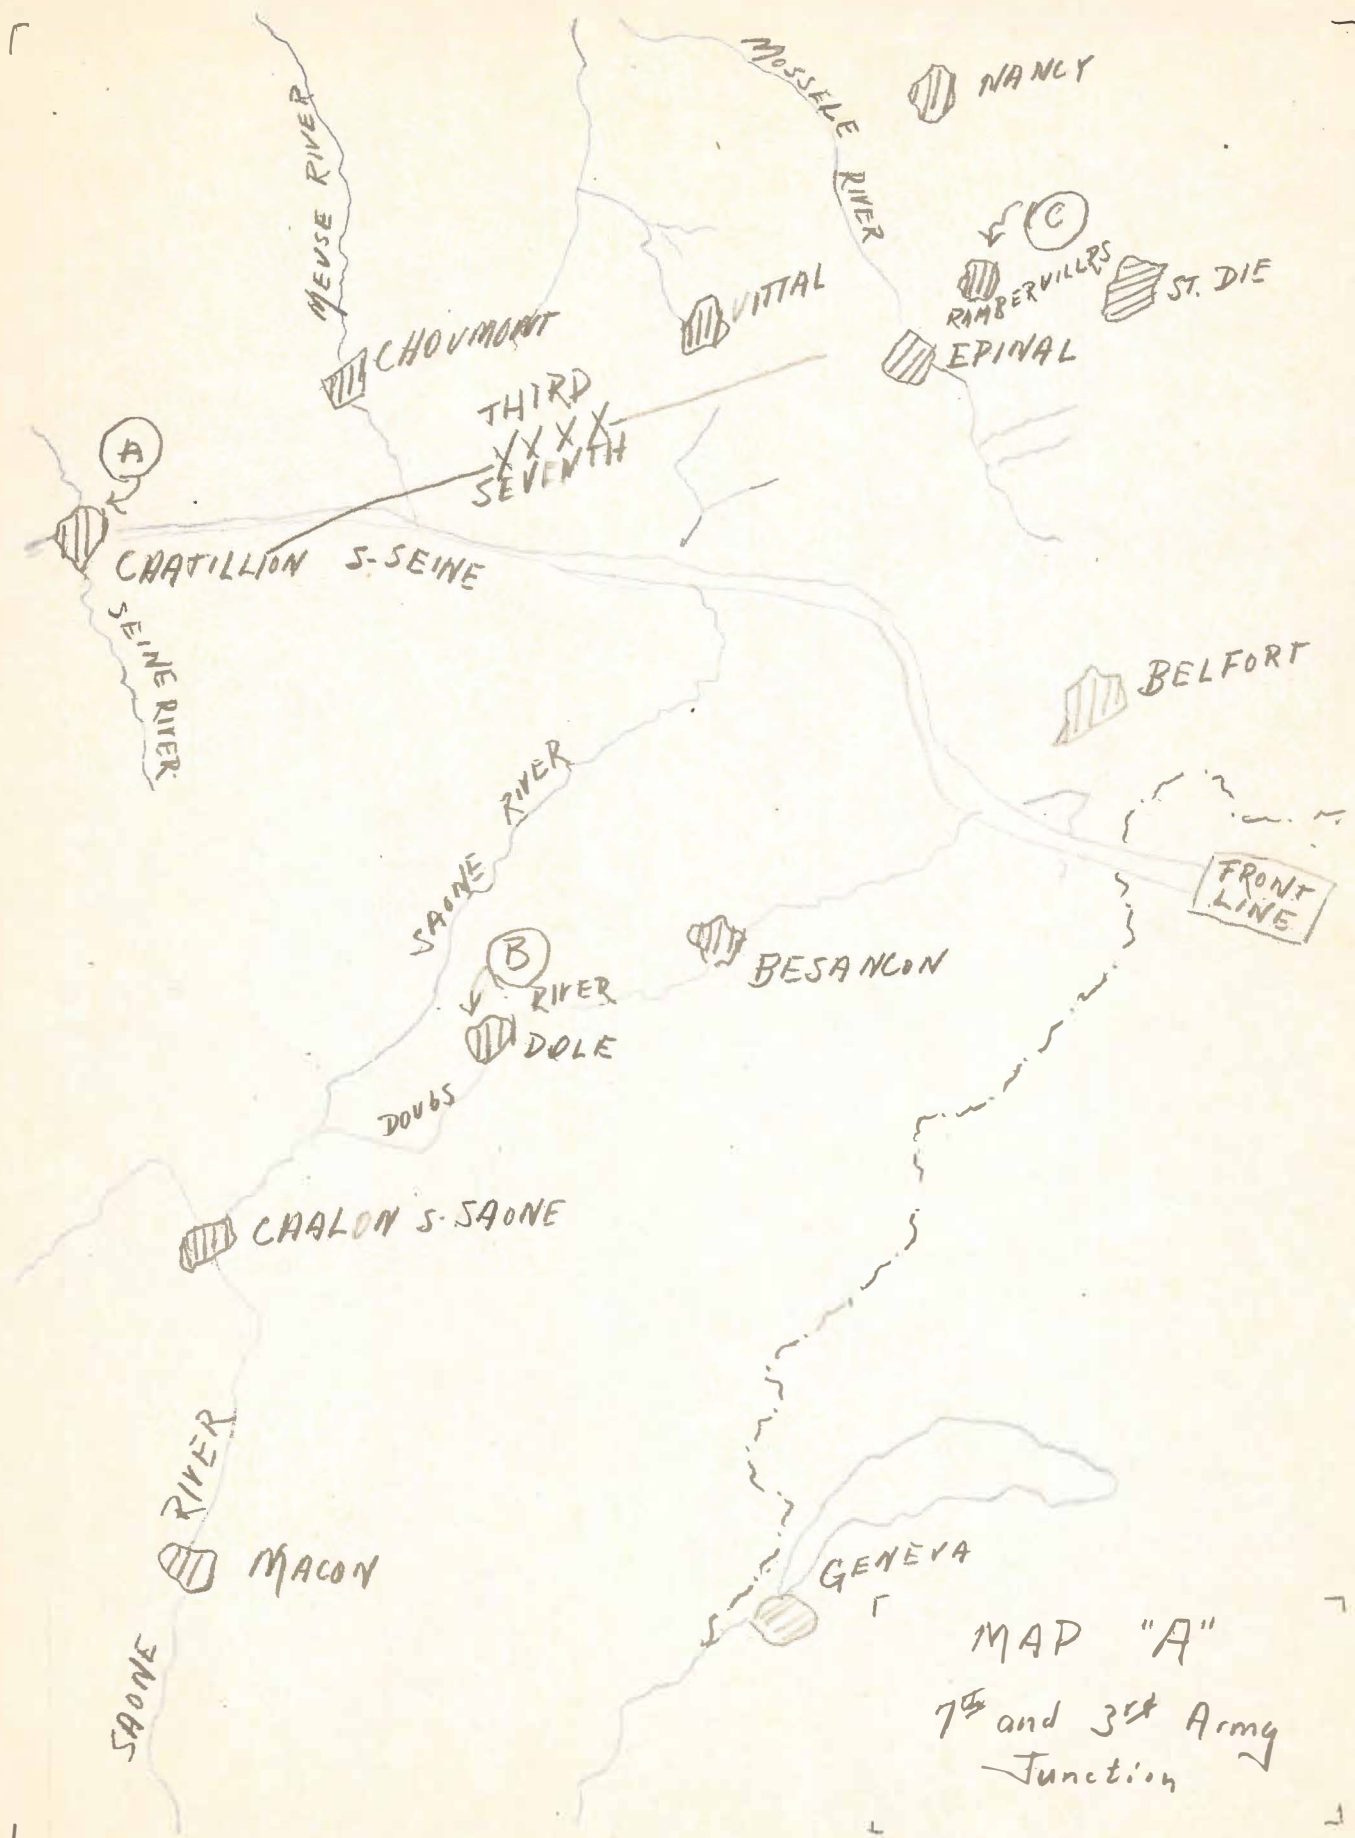 MOSSELE RIVER
NANCY
MEUSE RIVER
C
RAMBERVILLRS
ST. DIE
VITTAL
CHOUMONT
EPINAL
THIRD
XXXX
SEVENTH
A
CHATILLION S-SEINE
SEINE RIVER
BELFORT
SAONE RIVER
FRONT
LINE
B
BESANCON
RIVER
DOLE
DOUbS
CHALON S-SAONE
SAONE RIVER
MACON
GENEVA
MAP "A"
7th and 3rd Army
Junction